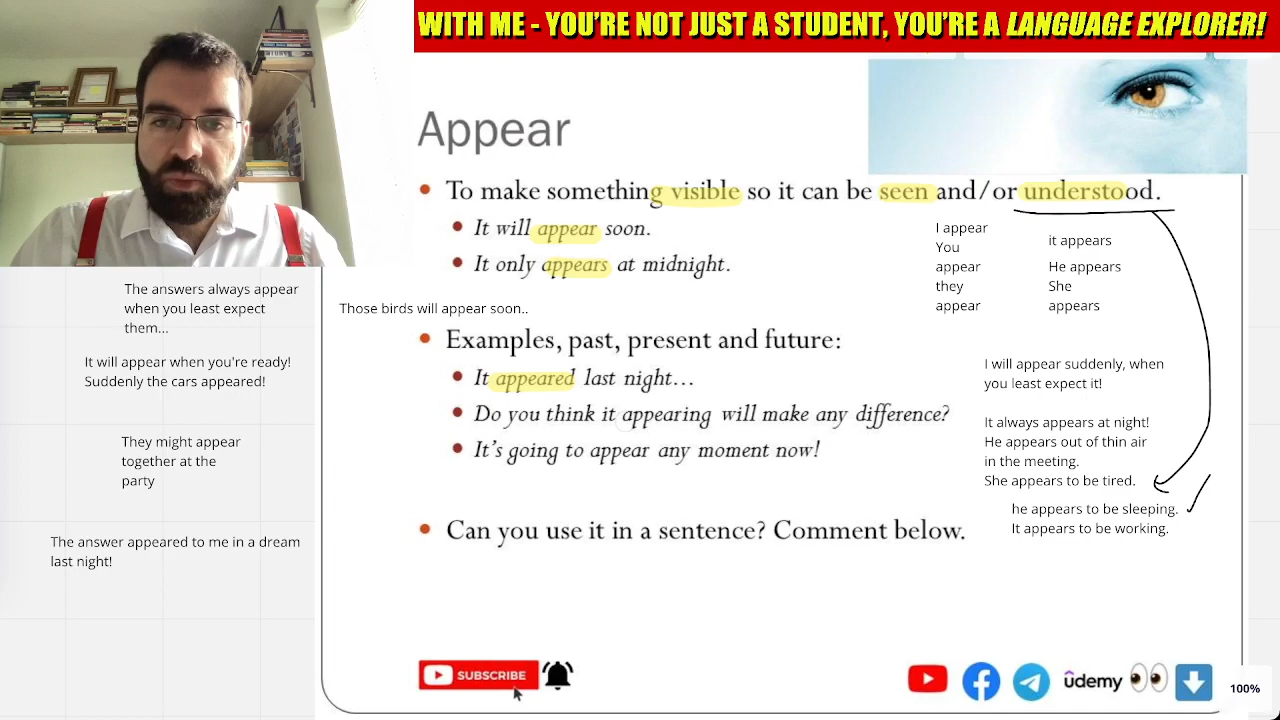 WITH ME - YOU'RE NOT JUST A STUDENT, YOU'RE A LANGUAGE EXPLORER!
Appear
• To make something visible so it can be seen and/or understood.
• It will appear soon.
• It only appears at midnight.
I appear
You
appear
they
appear
it appears
He appears
She
appears
The answers always appear
when you least expect
them...
Those birds will appear soon..
• Examples, past, present and future:
It will appear when you're ready!
Suddenly the cars appeared!
• It appeared last night...
• Do you think it appearing will make any difference?
• It's going to appear any moment now!
I will appear suddenly, when
you least expect it!
It always appears at night!
He appears out of thin air
in the meeting.
She appears to be tired.
he appears to be sleeping.
It appears to be working.
They might appear
together at the
party
• Can you use it in a sentence? Comment below.
The answer appeared to me in a dream
last night!
SUBSCRIBE
ûdemy
100%